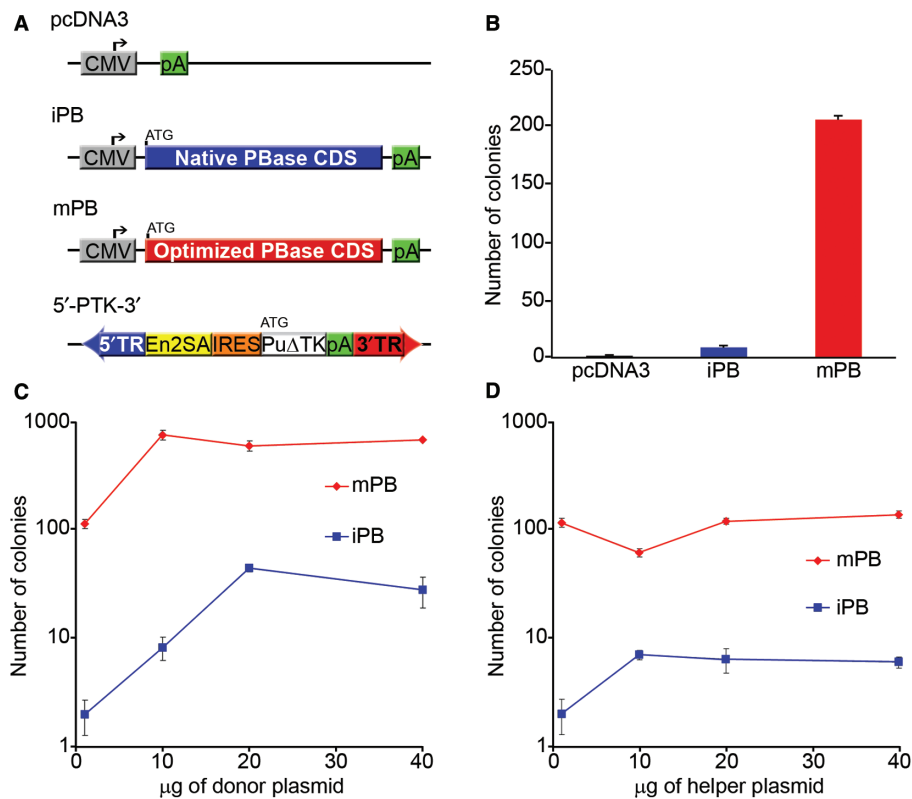 A
pcDNA3
CMV pA
iPB
ATG
CMV Native PBase CDS pA
mPB
ATG
CMV Optimized PBase CDS pA
5′-PTK-3′
ATG
5′TR En2SA IRES PuΔTK pA 3′TR
B
Number of colonies
250
200
150
100
50
0
pcDNA3 iPB mPB
C
Number of colonies
1000
100
10
1
mPB
iPB
0 10 20 30 40
μg of donor plasmid
D
Number of colonies
1000
100
10
1
mPB
iPB
0 10 20 30 40
μg of helper plasmid